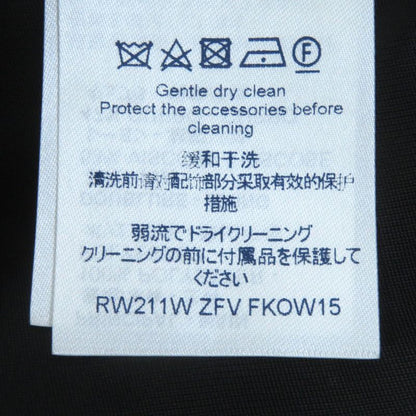 F
Gentle dry clean
Protect the accessories before
cleaning
缓和干洗
清洗前请对配饰部分采取有效的保护
措施
弱流でドライクリーニング
クリーニングの前に付属品を保護して
ください
RW211W ZFV FKOW15